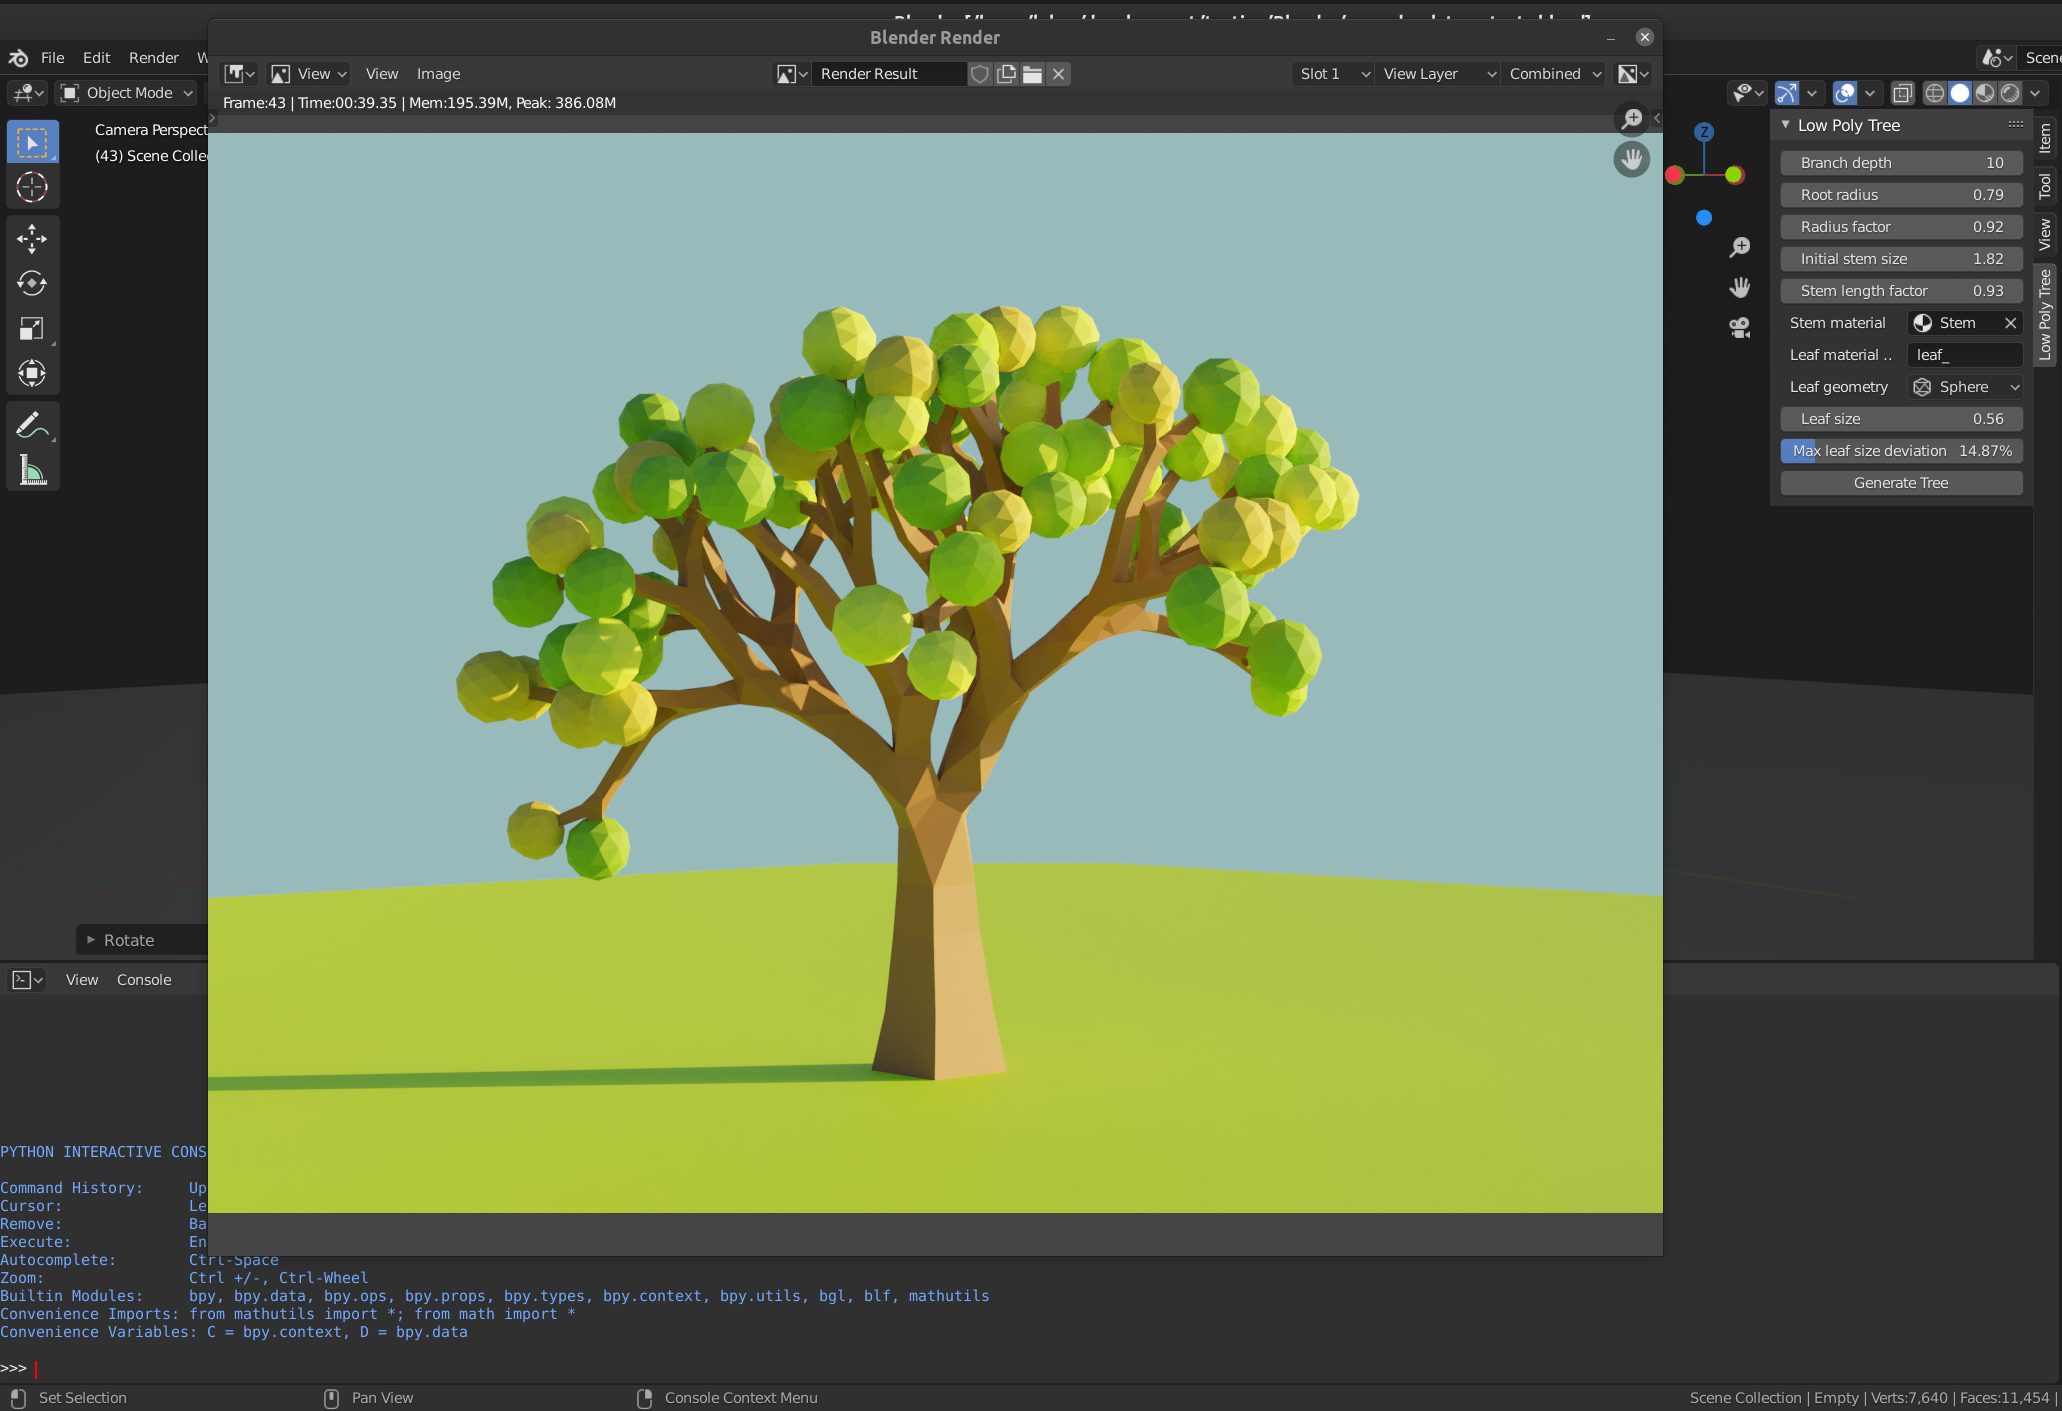 Blender Render
File Edit Render
View View Image Render Result Slot 1 View Layer Combined Scene
Object Mode
Frame:43 | Time:00:39.35 | Mem:195.39M, Peak: 386.08M
Camera Perspect
(43) Scene Colle
Z
Low Poly Tree
Branch depth 10
Root radius 0.79
Radius factor 0.92
Initial stem size 1.82
Stem length factor 0.93
Stem material Stem
Leaf material .. leaf_
Leaf geometry Sphere
Leaf size 0.56
Max leaf size deviation 14.87%
Generate Tree
Item
Tool
View
Low Poly Tree
Rotate
View Console
PYTHON INTERACTIVE CONS
Command History: Up
Cursor: Le
Remove: Ba
Execute: En
Autocomplete: Ctrl-Space
Zoom: Ctrl +/-, Ctrl-Wheel
Builtin Modules: bpy, bpy.data, bpy.ops, bpy.props, bpy.types, bpy.context, bpy.utils, bgl, blf, mathutils
Convenience Imports: from mathutils import *; from math import *
Convenience Variables: C = bpy.context, D = bpy.data
>>>
Set Selection Pan View Console Context Menu Scene Collection | Empty | Verts:7,640 | Faces:11,454 |